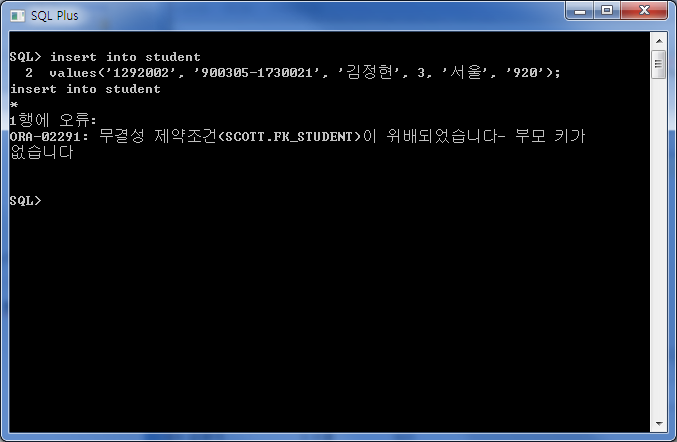 SQL Plus
SQL> insert into student
2 values('1292002', '900305-1730021', '김정현', 3, '서울', '920');
insert into student
*
1행에 오류:
ORA-02291: 무결성 제약조건(SCOTT.FK_STUDENT)이 위배되었습니다- 부모 키가
없습니다
SQL>